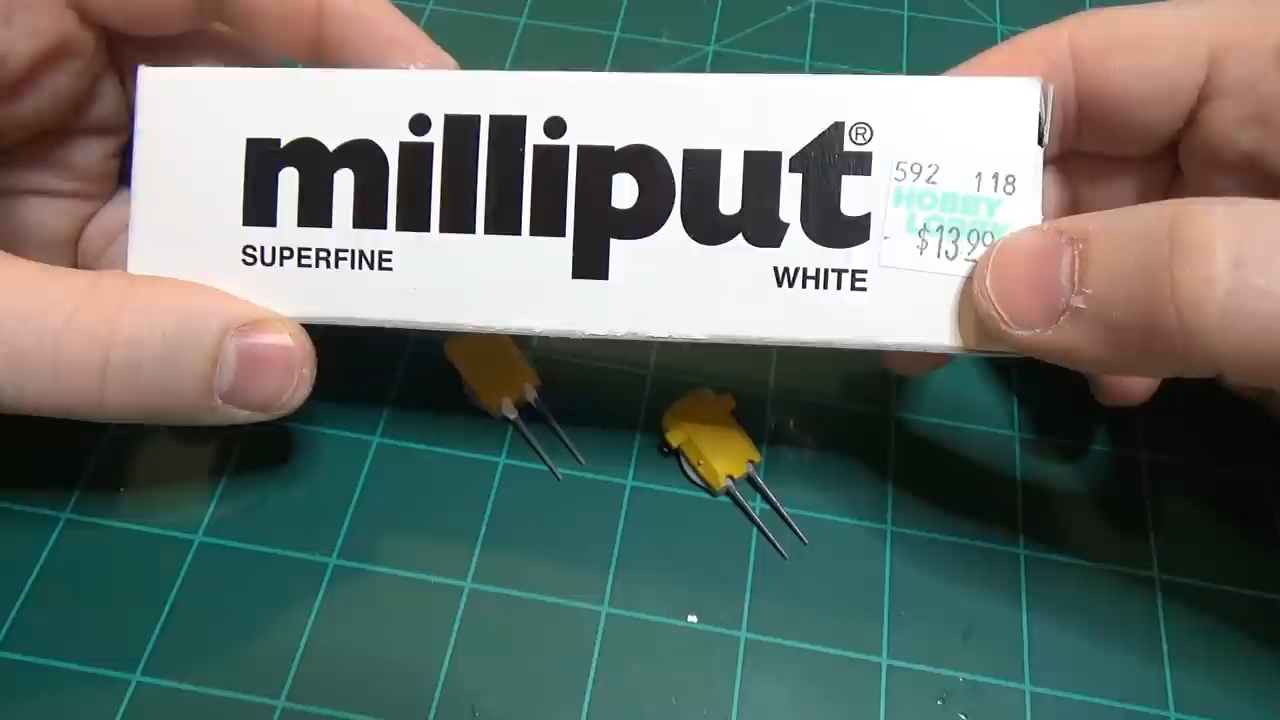 milliput®
SUPERFINE
WHITE
592 118
HOBBY
LOBBY
$13.99